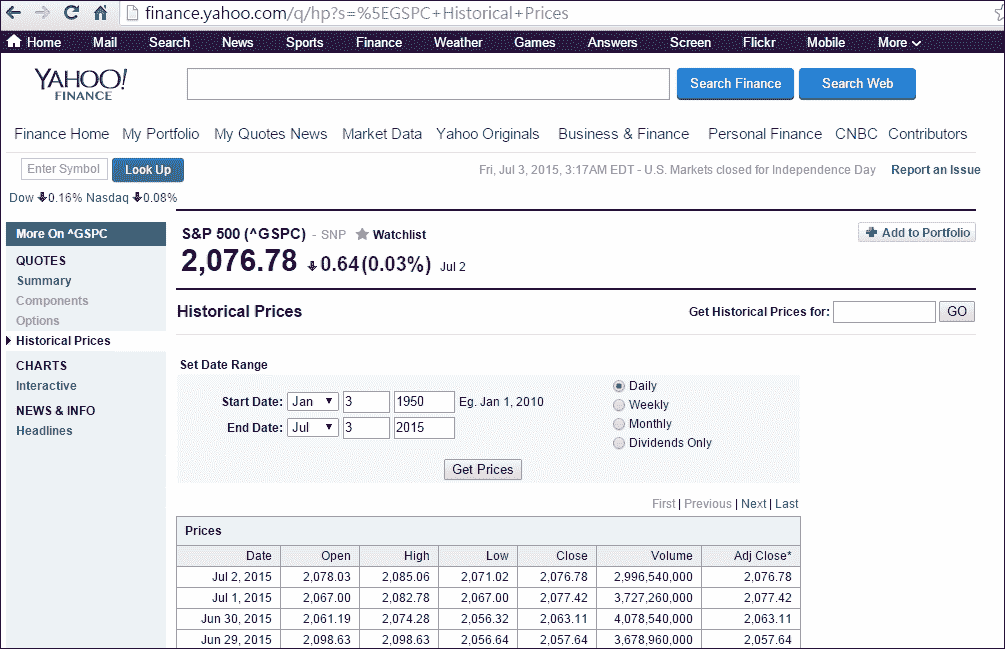 finance.yahoo.com/q/hp?s=%5EGSPC+Historical+Prices
Home Mail Search News Sports Finance Weather Games Answers Screen Flickr Mobile More
YAHOO! FINANCE
Search Finance Search Web
Finance Home My Portfolio My Quotes News Market Data Yahoo Originals Business & Finance Personal Finance CNBC Contributors
Enter Symbol Look Up Fri, Jul 3, 2015, 3:17AM EDT - U.S. Markets closed for Independence Day Report an Issue
Dow 0.16% Nasdaq 0.08%
More On ^GSPC
QUOTES
Summary
Components
Options
Historical Prices
CHARTS
Interactive
NEWS & INFO
Headlines
S&P 500 (^GSPC) - SNP Watchlist Add to Portfolio
2,076.78 0.64(0.03%) Jul 2
Historical Prices Get Historical Prices for: GO
Set Date Range
Start Date: Jan 3 1950 Eg. Jan 1, 2010
End Date: Jul 3 2015
Daily
Weekly
Monthly
Dividends Only
Get Prices
First | Previous | Next | Last
Prices
Date Open High Low Close Volume Adj Close*
Jul 2, 2015 2,078.03 2,085.06 2,071.02 2,076.78 2,996,540,000 2,076.78
Jul 1, 2015 2,067.00 2,082.78 2,067.00 2,077.42 3,727,260,000 2,077.42
Jun 30, 2015 2,061.19 2,074.28 2,056.32 2,063.11 4,078,540,000 2,063.11
Jun 29, 2015 2,098.63 2,098.63 2,056.64 2,057.64 3,678,960,000 2,057.64